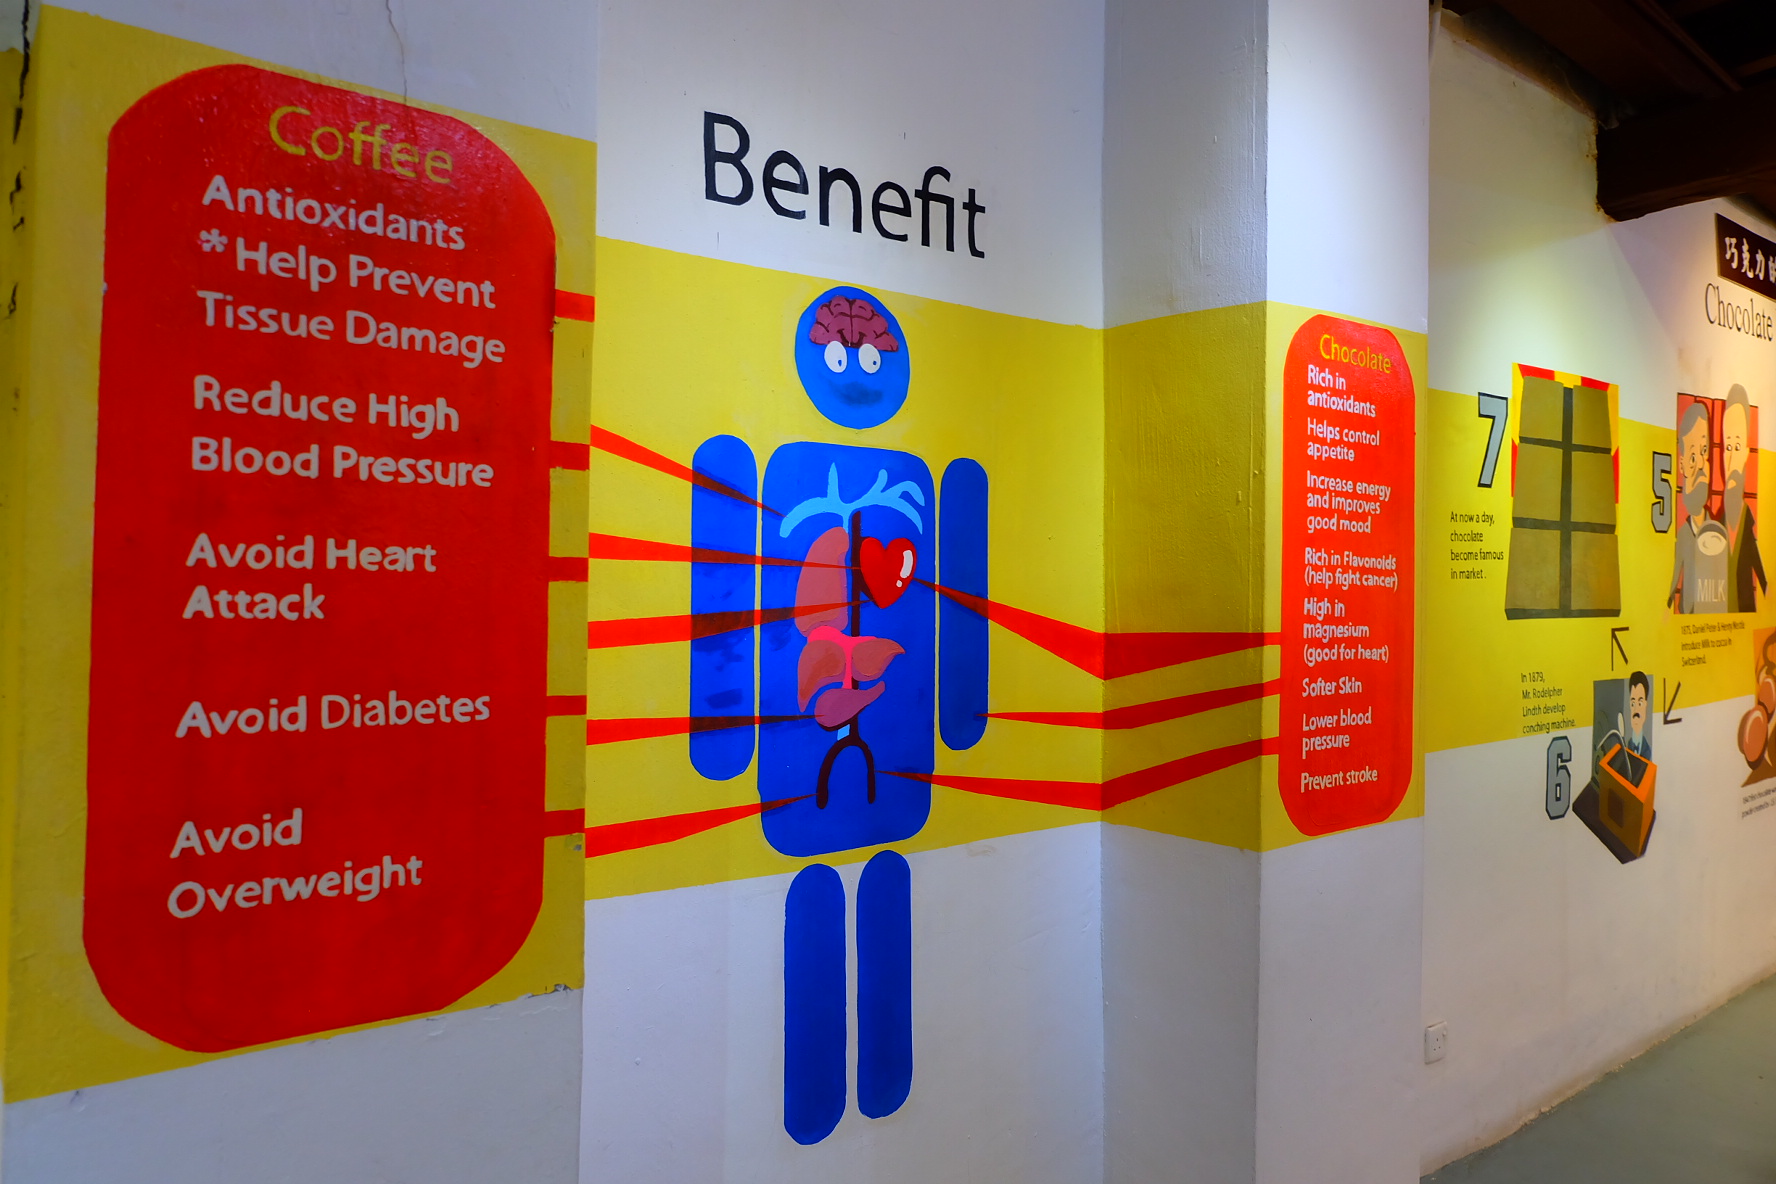 Coffee
Antioxidants
*Help Prevent
Tissue Damage
Reduce High
Blood Pressure
Avoid Heart
Attack
Avoid Diabetes
Avoid
Overweight
Benefit
Chocolate
Rich in
antioxidants
Helps control
appetite
Increase energy
and improves
good mood
Rich in Flavonoids
(help fight cancer)
High in
magnesium
(good for heart)
Softer Skin
Lower blood
pressure
Prevent stroke
7
At now a day,
chocolate
become famous
in market.
巧克力
Chocolate
5
MILK
1875, Daniel Peter & Henry Nestle
introduce Milk to cocoa in
Switzerland.
In 1879,
Mr. Rodelpher
Lindth develop
conching machine.
6